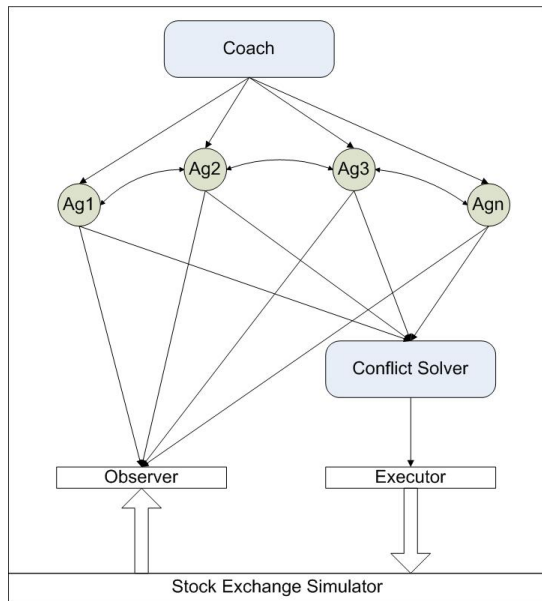 Coach
Ag1
Ag2
Ag3
Agn
Conflict Solver
Observer
Executor
Stock Exchange Simulator